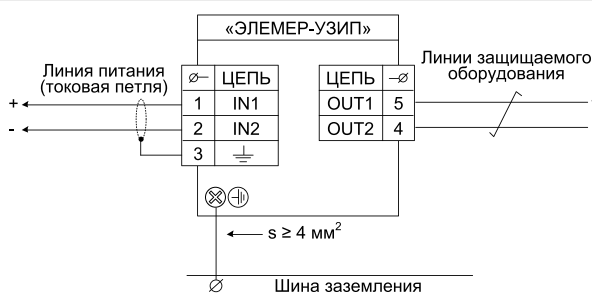 «ЭЛЕМЕР-УЗИП»
Линия питания
(токовая петля)
Линии защищаемого
оборудования
ЦЕПЬ
ЦЕПЬ
+
1 IN1
OUT1 5
-
2 IN2
OUT2 4
3
s ≥ 4 мм²
Шина заземления